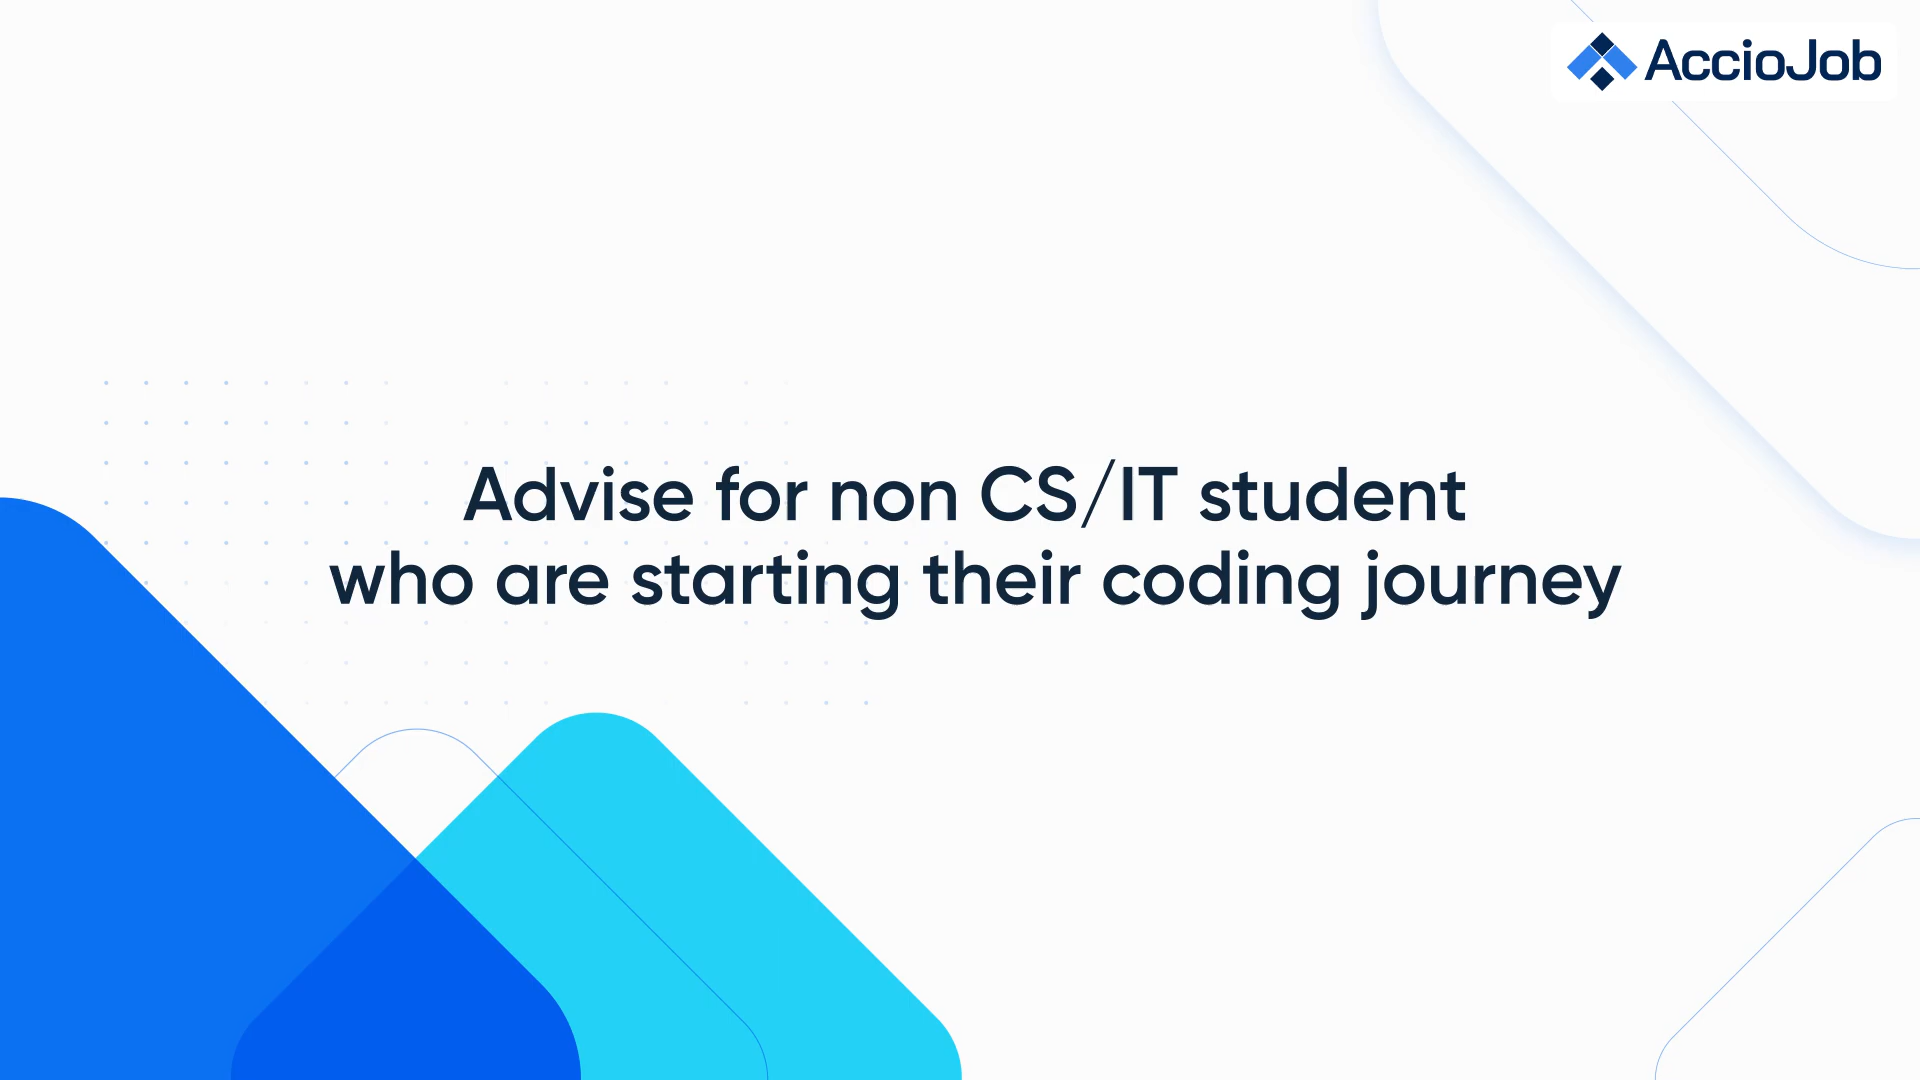 AccioJob
Advise for non CS/IT student
who are starting their coding journey